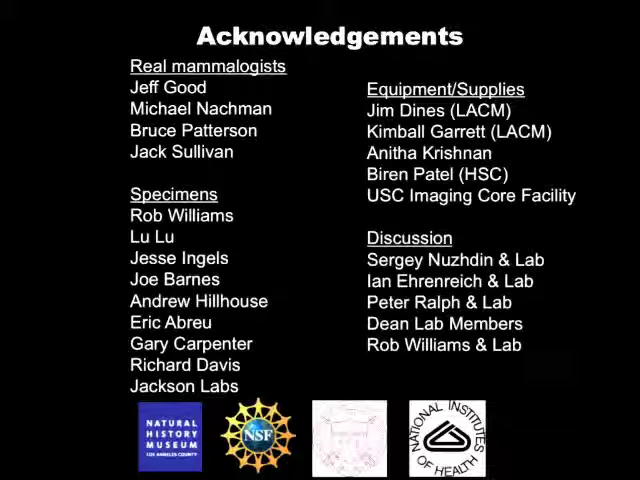 Acknowledgements
Real mammalogists
Jeff Good
Michael Nachman
Bruce Patterson
Jack Sullivan
Specimens
Rob Williams
Lu Lu
Jesse Ingels
Joe Barnes
Andrew Hillhouse
Eric Abreu
Gary Carpenter
Richard Davis
Jackson Labs
Equipment/Supplies
Jim Dines (LACM)
Kimball Garrett (LACM)
Anitha Krishnan
Biren Patel (HSC)
USC Imaging Core Facility
Discussion
Sergey Nuzhdin & Lab
Ian Ehrenreich & Lab
Peter Ralph & Lab
Dean Lab Members
Rob Williams & Lab
NATURAL
HISTORY
MUSEUM
LOS ANGELES COUNTY
NSF
NATIONAL INSTITUTES
OF HEALTH